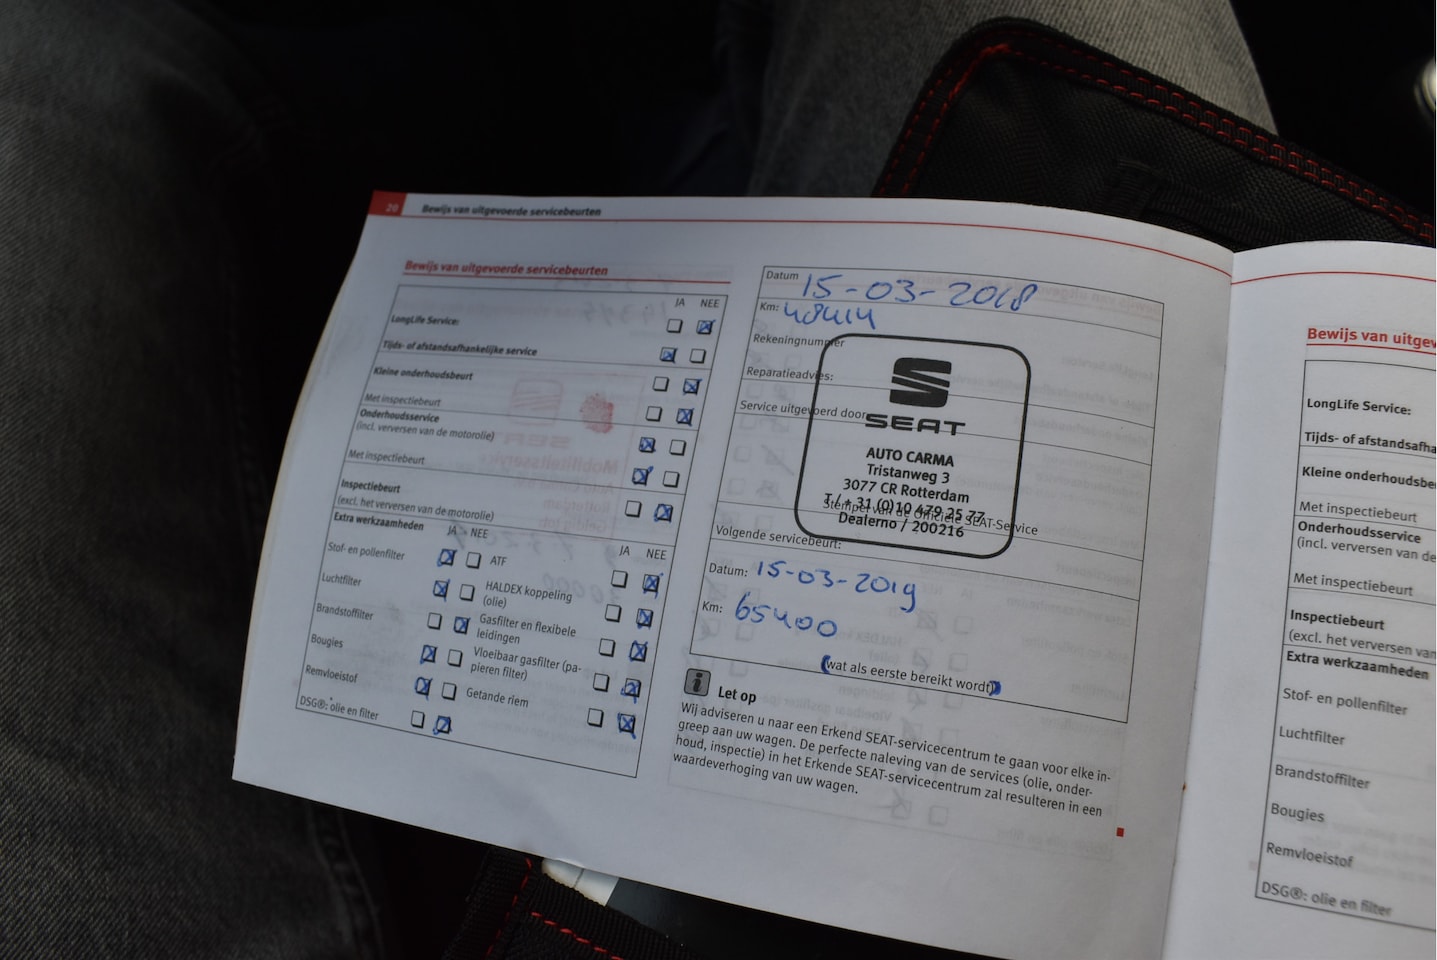 20 Bewijs van uitgevoerde servicebeurten
Bewijs van uitgevoerde servicebeurten
JA NEE
LongLife Service:
Tijds- of afstandsafhankelijke service
Kleine onderhoudsbeurt
Met inspectiebeurt
Onderhoudsservice
(incl. verversen van de motorolie)
Met inspectiebeurt
Inspectiebeurt
(excl. het verversen van de motorolie)
Extra werkzaamheden
JA NEE
JA NEE
Stof- en pollenfilter
Luchtfilter
Brandstoffilter
Bougies
Remvloeistof
DSG®: olie en filter
ATF
HALDEX koppeling
(olie)
Gasfilter en flexibele
leidingen
Vloeibaar gasfilter (pa-
pieren filter)
Getande riem
Datum 15-03-2018
Km: 48414
Rekeningnummer
Reparatieadvies:
Service uitgevoerd door
SEAT
AUTO CARMA
Tristanweg 3
3077 CR Rotterdam
T / + 31 (0)10 479 25 77
Dealerno / 200216
Stempel van de officiële SEAT-Service
Volgende servicebeurt:
Datum: 15-03-2019
Km: 65400
(wat als eerste bereikt wordt)
i Let op
Wij adviseren u naar een Erkend SEAT-servicecentrum te gaan voor elke in-
greep aan uw wagen. De perfecte naleving van de services (olie, onder-
houd, inspectie) in het Erkende SEAT-servicecentrum zal resulteren in een
waardeverhoging van uw wagen.
Bewijs van uitgev
LongLife Service:
Tijds- of afstandsafha
Kleine onderhoudsbe
Met inspectiebeurt
Onderhoudsservice
(incl. verversen van de
Met inspectiebeurt
Inspectiebeurt
(excl. het verversen van
Extra werkzaamheden
Stof- en pollenfilter
Luchtfilter
Brandstoffilter
Bougies
Remvloeistof
DSG®: olie en filter